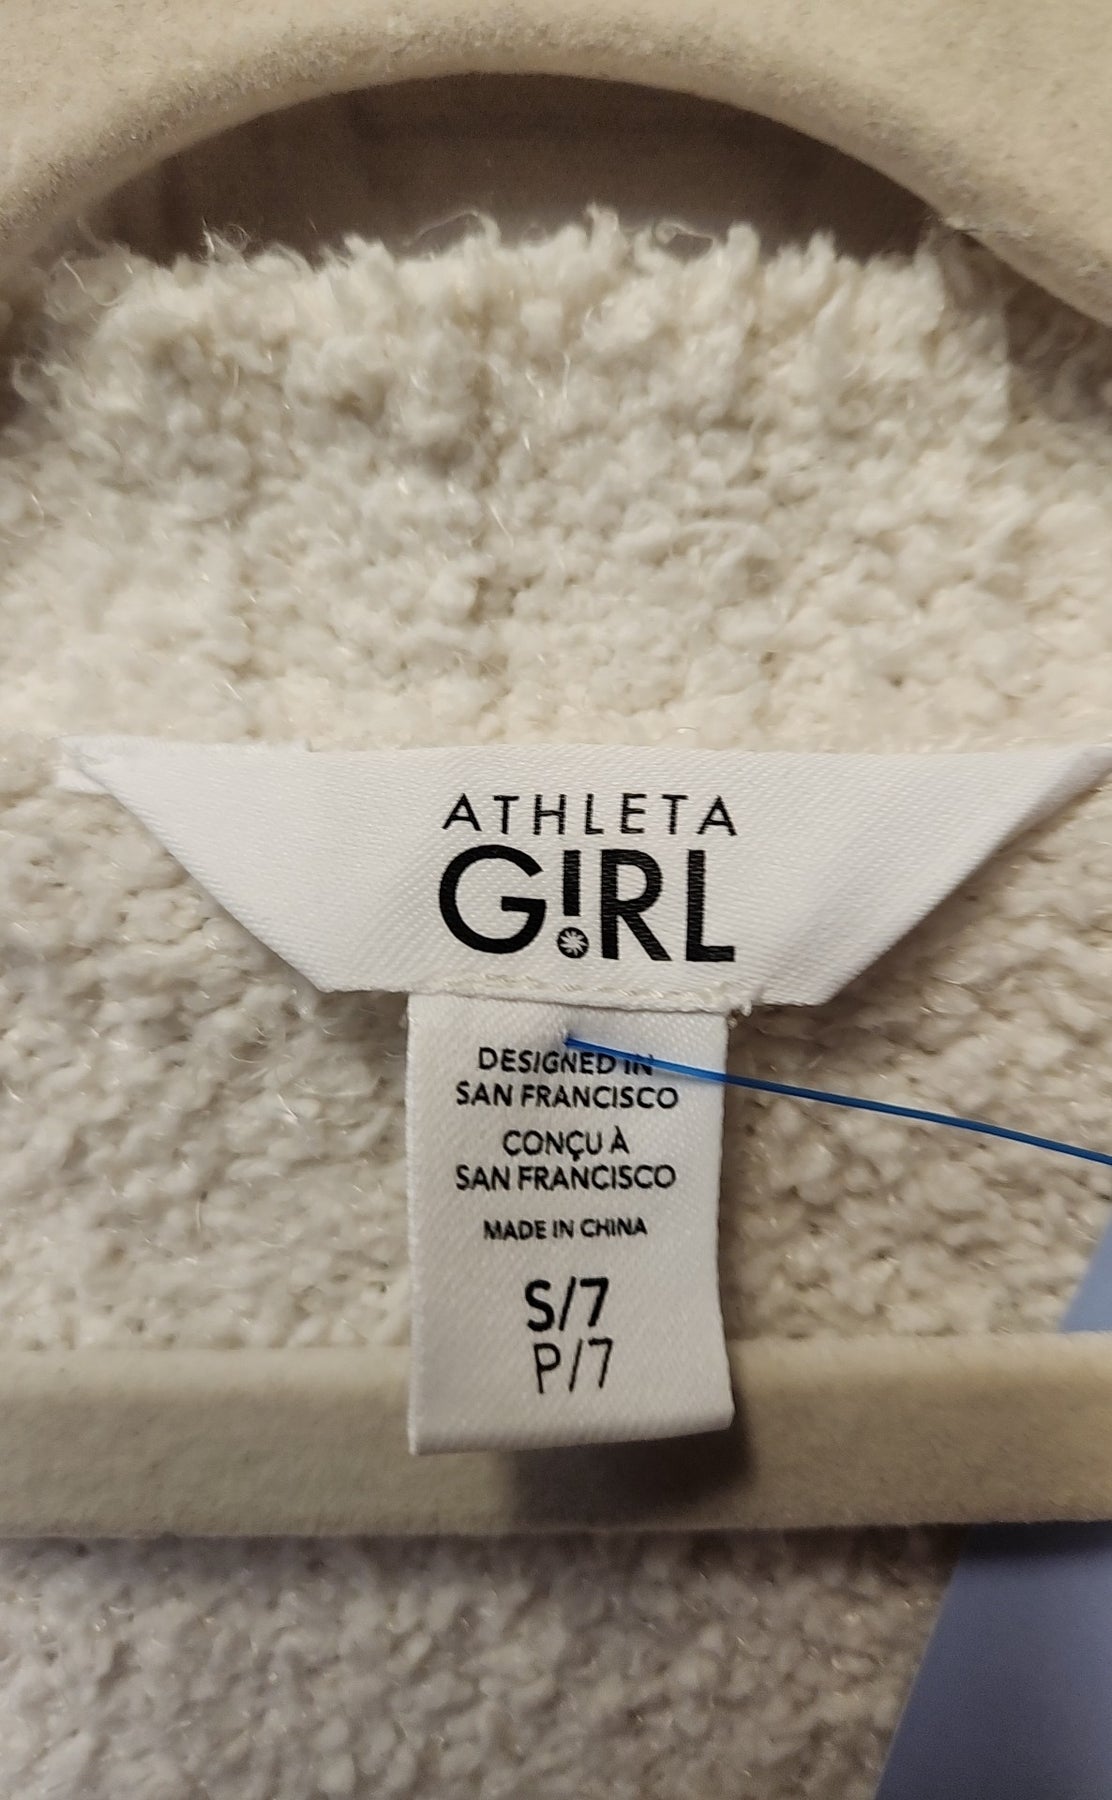 ATHLETA
G!RL
DESIGNED IN
SAN FRANCISCO
CONÇU À
SAN FRANCISCO
MADE IN CHINA
S/7
P/7